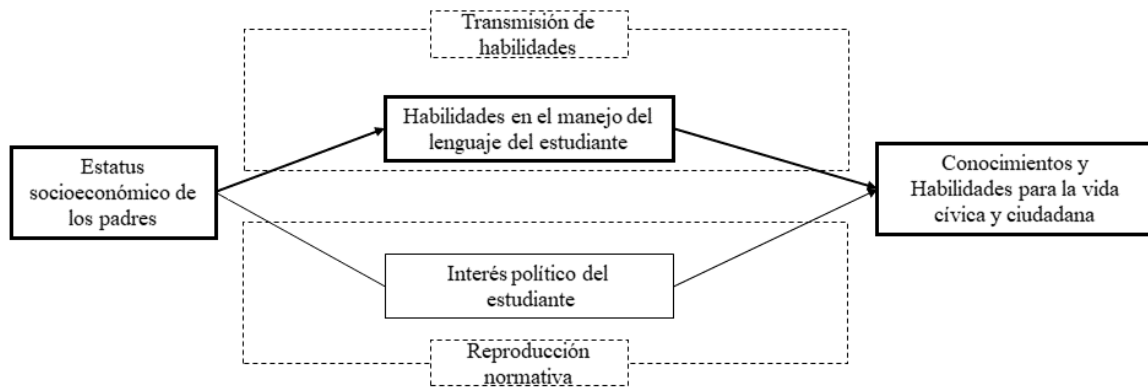 Transmisión de
habilidades
Habilidades en el manejo del
lenguaje del estudiante
Estatus
socioeconómico de
los padres
Conocimientos y
Habilidades para la vida
cívica y ciudadana
Interés político del
estudiante
Reproducción
normativa